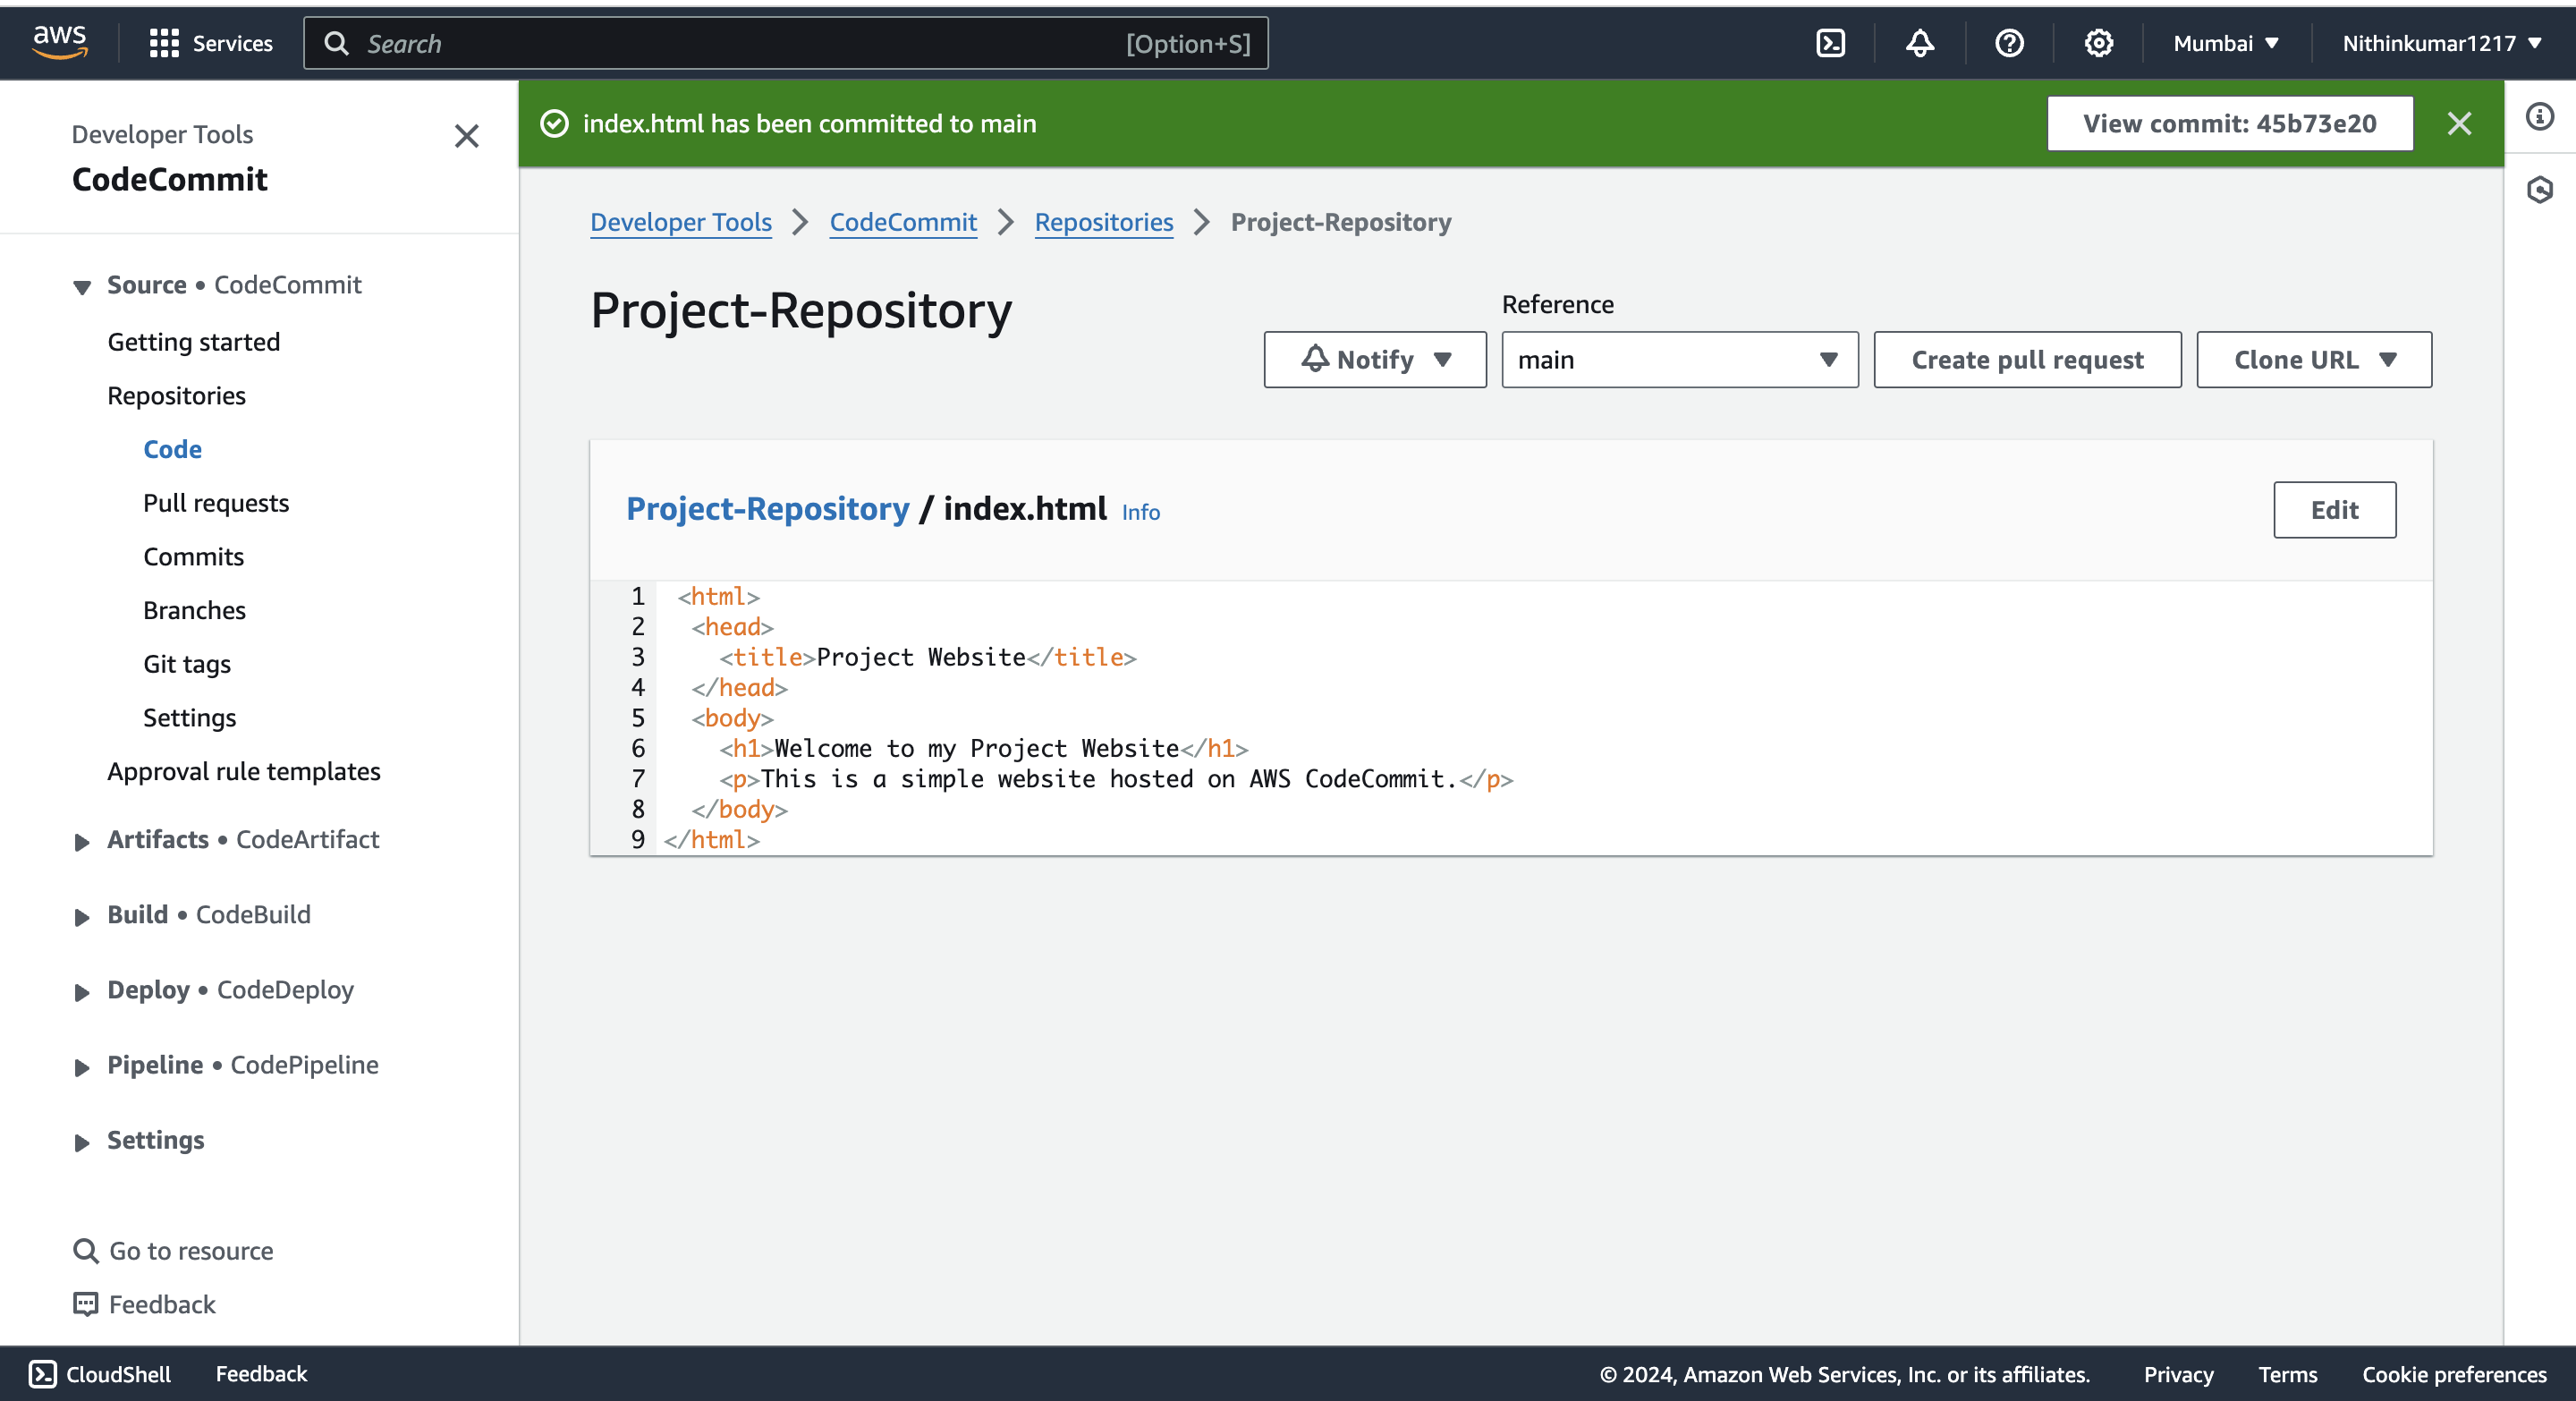 aws Services Search [Option+S] Mumbai Nithinkumar1217
Developer Tools
CodeCommit
Source • CodeCommit
Getting started
Repositories
Code
Pull requests
Commits
Branches
Git tags
Settings
Approval rule templates
Artifacts • CodeArtifact
Build • CodeBuild
Deploy • CodeDeploy
Pipeline • CodePipeline
Settings
Go to resource
Feedback
index.html has been committed to main View commit: 45b73e20
Developer Tools > CodeCommit > Repositories > Project-Repository
Project-Repository
Reference
Notify main Create pull request Clone URL
Project-Repository / index.html Info Edit
1 <html>
2 <head>
3 <title>Project Website</title>
4 </head>
5 <body>
6 <h1>Welcome to my Project Website</h1>
7 <p>This is a simple website hosted on AWS CodeCommit.</p>
8 </body>
9 </html>
CloudShell Feedback © 2024, Amazon Web Services, Inc. or its affiliates. Privacy Terms Cookie preferences